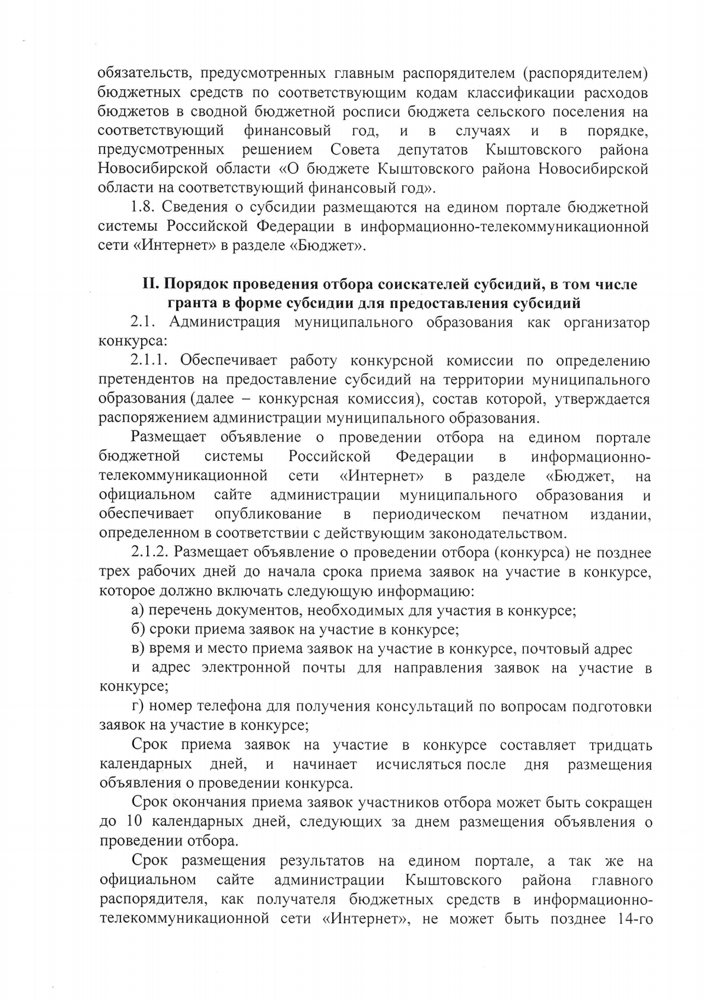 обязательств, предусмотренных главным распорядителем (распорядителем)
бюджетных средств по соответствующим кодам классификации расходов
бюджетов в сводной бюджетной росписи бюджета сельского поселения на
соответствующий финансовый год, и в случаях и в порядке,
предусмотренных решением Совета депутатов Кыштовского района
Новосибирской области «О бюджете Кыштовского района Новосибирской
области на соответствующий финансовый год».
1.8. Сведения о субсидии размещаются на едином портале бюджетной
системы Российской Федерации в информационно-телекоммуникационной
сети «Интернет» в разделе «Бюджет».
II. Порядок проведения отбора соискателей субсидий, в том числе
гранта в форме субсидии для предоставления субсидий
2.1. Администрация муниципального образования как организатор
конкурса:
2.1.1. Обеспечивает работу конкурсной комиссии по определению
претендентов на предоставление субсидий на территории муниципального
образования (далее – конкурсная комиссия), состав которой, утверждается
распоряжением администрации муниципального образования.
Размещает объявление о проведении отбора на едином портале
бюджетной системы Российской Федерации в информационно-
телекоммуникационной сети «Интернет» в разделе «Бюджет, на
официальном сайте администрации муниципального образования и
обеспечивает опубликование в периодическом печатном издании,
определенном в соответствии с действующим законодательством.
2.1.2. Размещает объявление о проведении отбора (конкурса) не позднее
трех рабочих дней до начала срока приема заявок на участие в конкурсе,
которое должно включать следующую информацию:
а) перечень документов, необходимых для участия в конкурсе;
б) сроки приема заявок на участие в конкурсе;
в) время и место приема заявок на участие в конкурсе, почтовый адрес
и адрес электронной почты для направления заявок на участие в
конкурсе;
г) номер телефона для получения консультаций по вопросам подготовки
заявок на участие в конкурсе;
Срок приема заявок на участие в конкурсе составляет тридцать
календарных дней, и начинает исчисляться после дня размещения
объявления о проведении конкурса.
Срок окончания приема заявок участников отбора может быть сокращен
до 10 календарных дней, следующих за днем размещения объявления о
проведении отбора.
Срок размещения результатов на едином портале, а так же на
официальном сайте администрации Кыштовского района главного
распорядителя, как получателя бюджетных средств в информационно-
телекоммуникационной сети «Интернет», не может быть позднее 14-го